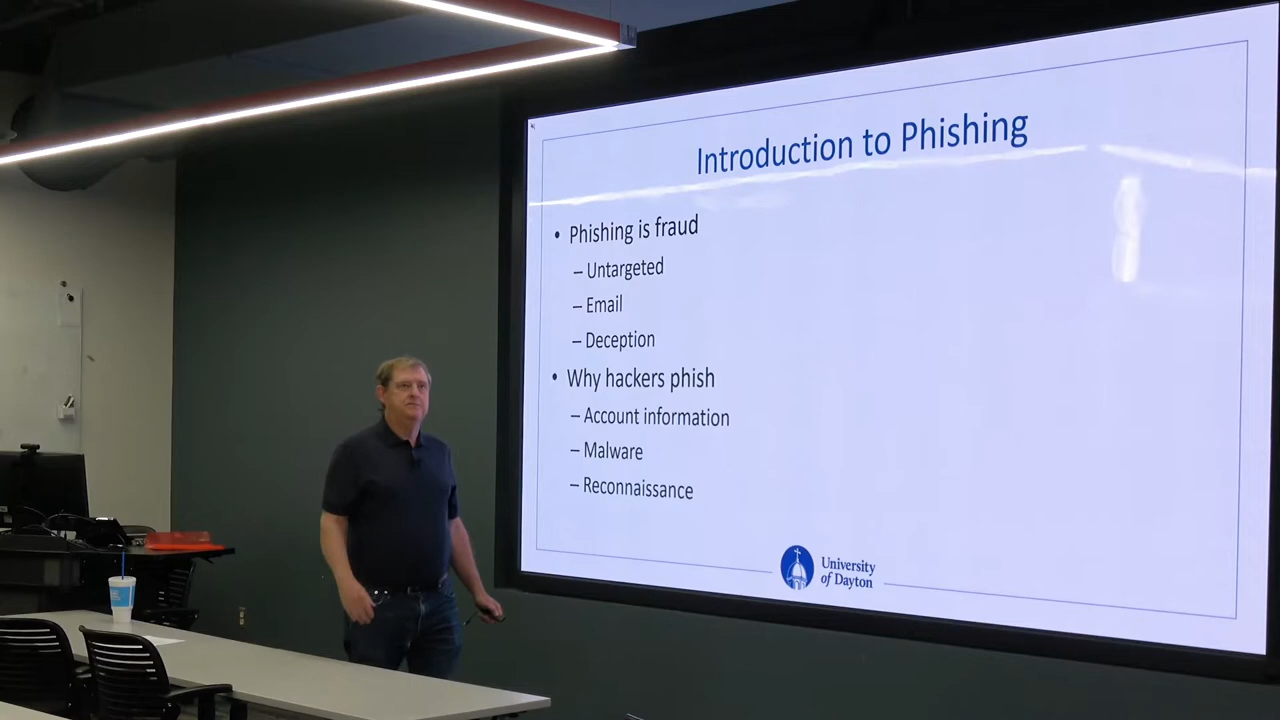 Introduction to Phishing
• Phishing is fraud
– Untargeted
– Email
– Deception
• Why hackers phish
– Account information
– Malware
– Reconnaissance
University
of Dayton